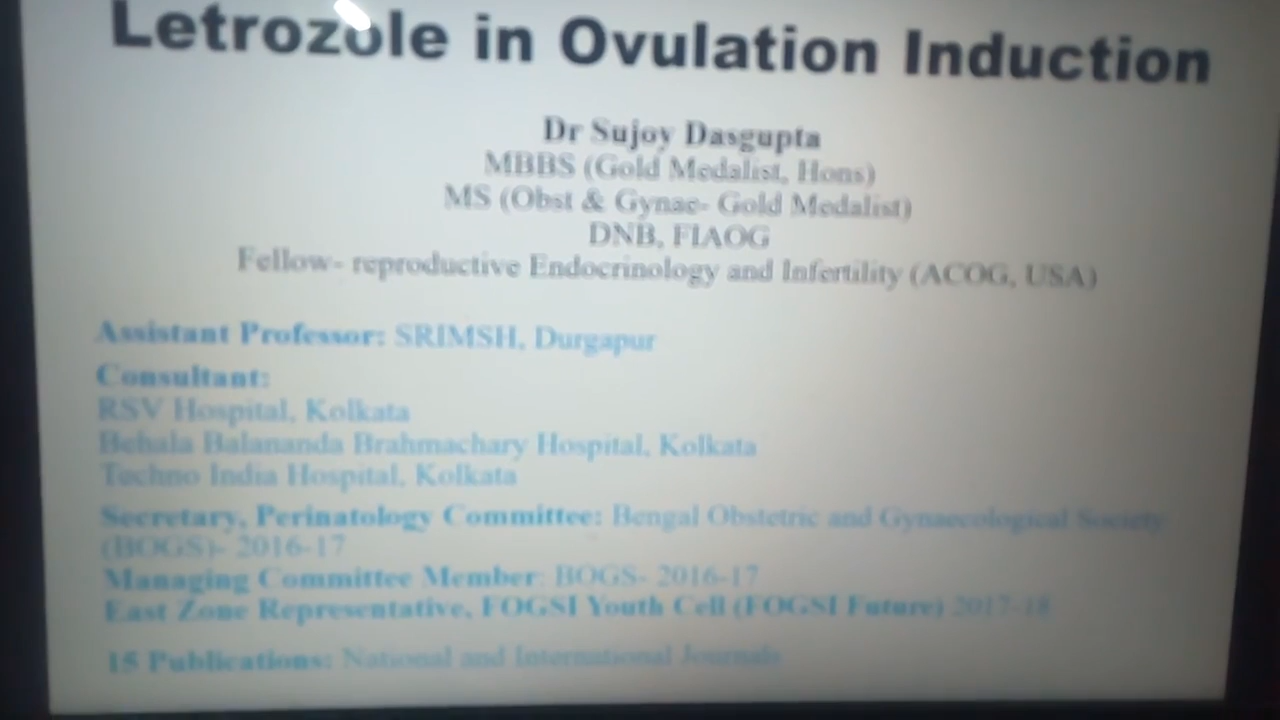 Letrozole in Ovulation Induction
Dr Sujoy Dasgupta
MBBS (Gold Medalist, Hons)
MS (Obst & Gynae- Gold Medalist)
DNB, FIAOG
Fellow- reproductive Endocrinology and Infertility (ACOG, USA)
Assistant Professor: SRIMSH, Durgapur
Consultant:
RSV Hospital, Kolkata
Behala Balananda Brahmachary Hospital, Kolkata
Techno India Hospital, Kolkata
Secretary, Perinatology Committee: Bengal Obstetric and Gynaecological Society
(BOGS)- 2016-17
Managing Committee Member: BOGS- 2016-17
East Zone Representative, FOGSI Youth Cell (FOGSI Future) 2017-18
15 Publications: National and International Journals